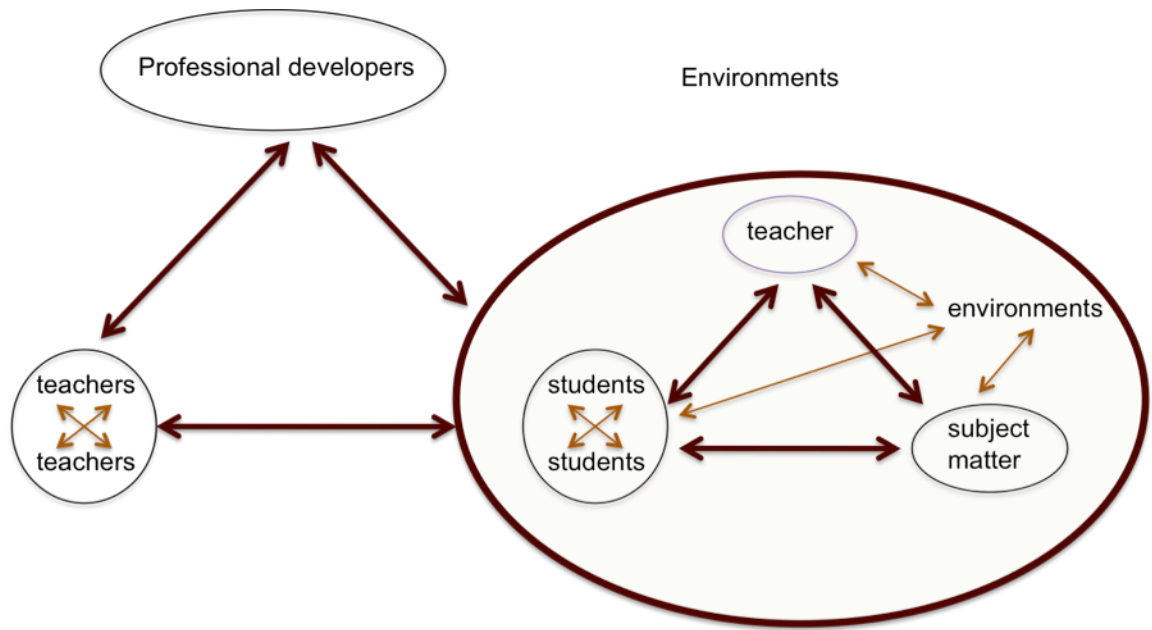 Professional developers
Environments
teacher
environments
teachers
teachers
students
students
subject
matter